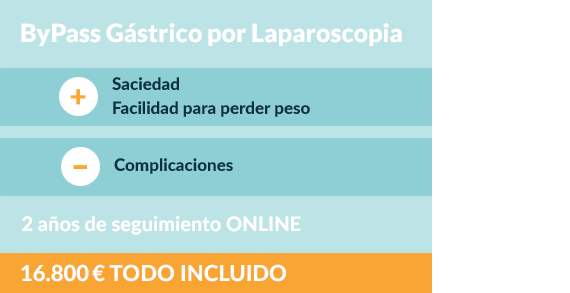 ByPass Gástrico por Laparoscopia
+ Saciedad
Facilidad para perder peso
− Complicaciones
2 años de seguimiento ONLINE
16.800 € TODO INCLUIDO